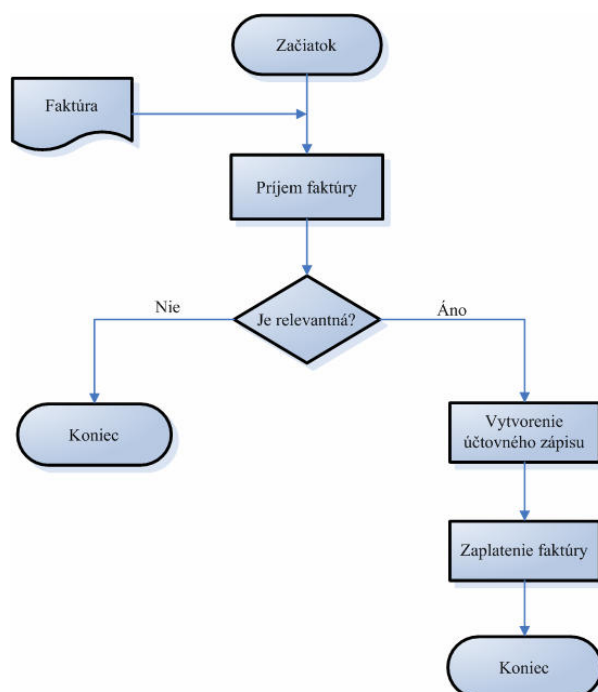 Začiatok
Faktúra
Príjem faktúry
Nie
Je relevantná?
Áno
Koniec
Vytvorenie
účtovného zápisu
Zaplatenie faktúry
Koniec